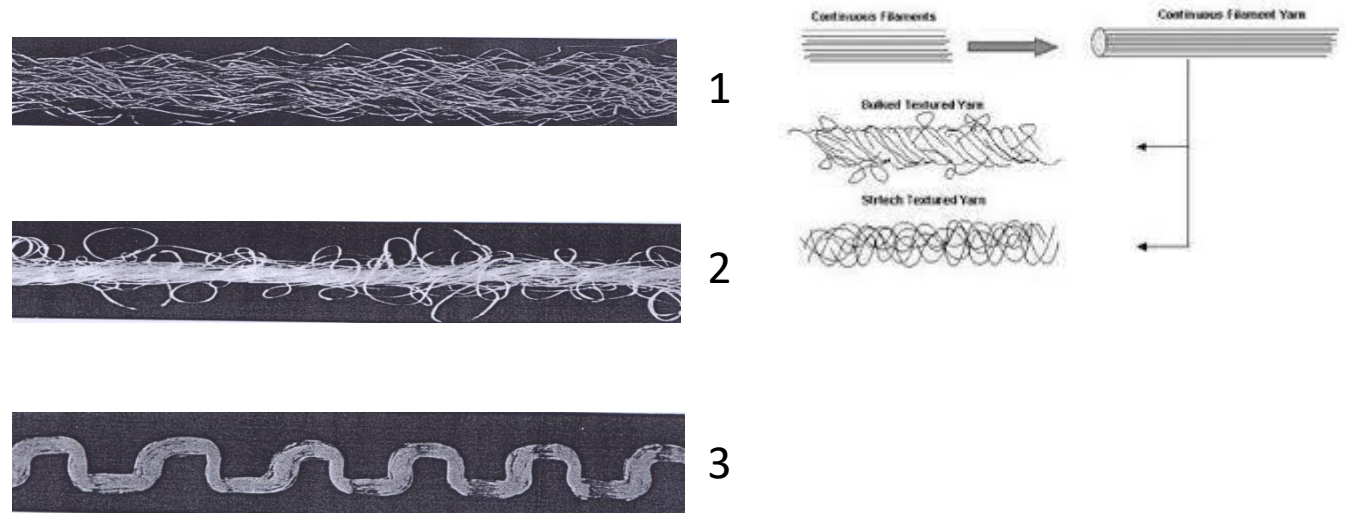 1
2
3
Continuous Filaments
Continuous Filament Yarn
Bulked Textured Yarn
Strtech Textured Yarn